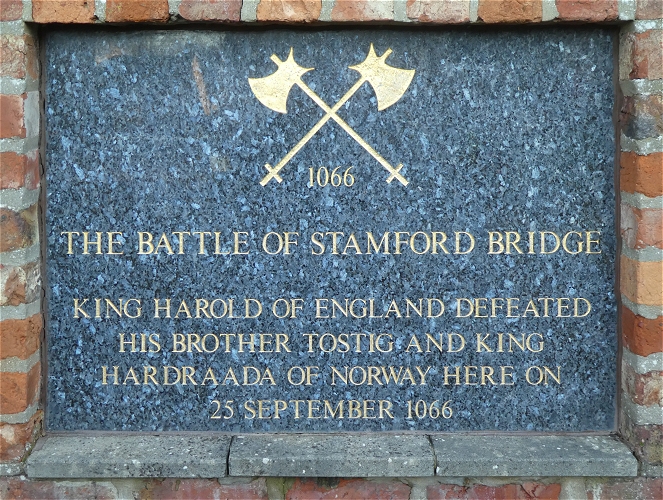 1066
THE BATTLE OF STAMFORD BRIDGE
KING HAROLD OF ENGLAND DEFEATED
HIS BROTHER TOSTIG AND KING
HARDRAADA OF NORWAY HERE ON
25 SEPTEMBER 1066